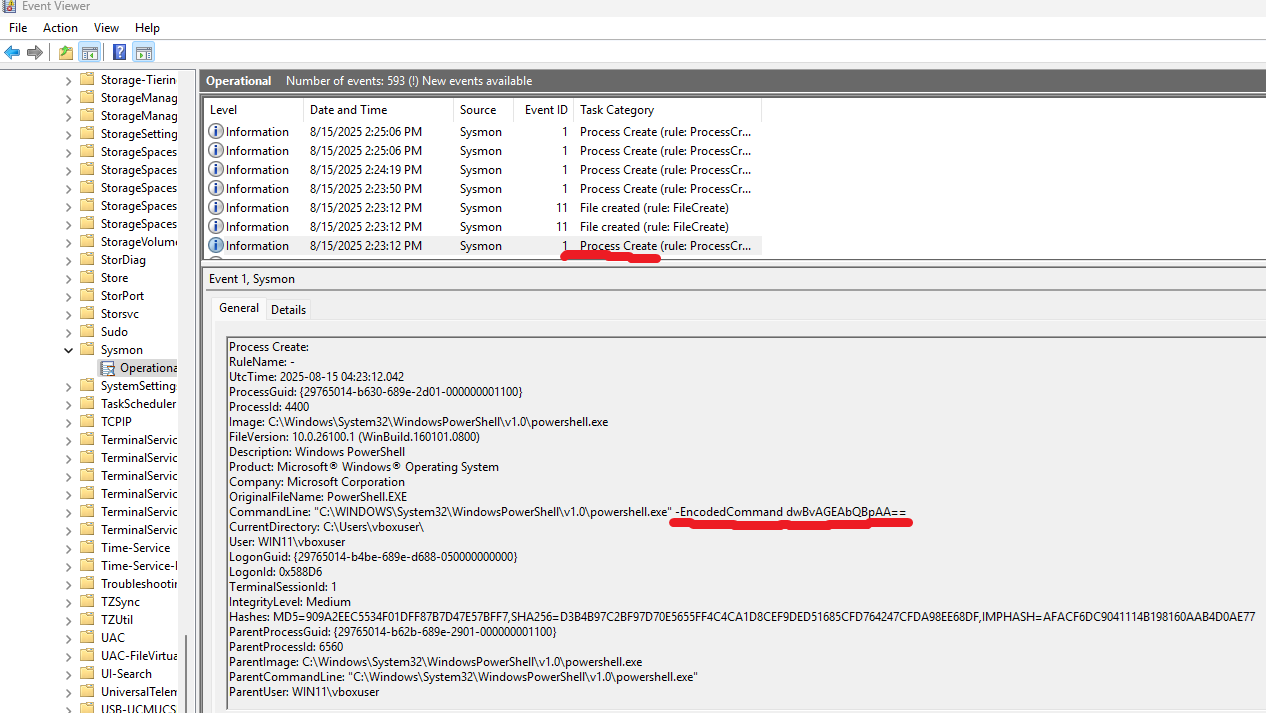 Event Viewer
File Action View Help
Storage-Tierin
StorageManag
StorageManag
StorageSetting
StorageSpaces
StorageSpaces
StorageSpaces
StorageSpaces
StorageSpaces
StorageVolum
StorDiag
Store
StorPort
Storsvc
Sudo
Sysmon
Operationa
SystemSetting
TaskScheduler
TCPIP
TerminalServic
TerminalServic
TerminalServic
TerminalServic
TerminalServic
TerminalServic
Time-Service
Time-Service-I
Troubleshootin
TZSync
TZUtil
UAC
UAC-FileVirtua
UI-Search
UniversalTelem
USB-UCMUCS
Operational Number of events: 593 (!) New events available
Level Date and Time Source Event ID Task Category
Information 8/15/2025 2:25:06 PM Sysmon 1 Process Create (rule: ProcessCr...
Information 8/15/2025 2:25:06 PM Sysmon 1 Process Create (rule: ProcessCr...
Information 8/15/2025 2:24:19 PM Sysmon 1 Process Create (rule: ProcessCr...
Information 8/15/2025 2:23:50 PM Sysmon 1 Process Create (rule: ProcessCr...
Information 8/15/2025 2:23:12 PM Sysmon 11 File created (rule: FileCreate)
Information 8/15/2025 2:23:12 PM Sysmon 11 File created (rule: FileCreate)
Information 8/15/2025 2:23:12 PM Sysmon 1 Process Create (rule: ProcessCr...
Event 1, Sysmon
General Details
Process Create:
RuleName: -
UtcTime: 2025-08-15 04:23:12.042
ProcessGuid: {29765014-b630-689e-2d01-000000001100}
ProcessId: 4400
Image: C:\Windows\System32\WindowsPowerShell\v1.0\powershell.exe
FileVersion: 10.0.26100.1 (WinBuild.160101.0800)
Description: Windows PowerShell
Product: Microsoft® Windows® Operating System
Company: Microsoft Corporation
OriginalFileName: PowerShell.EXE
CommandLine: "C:\WINDOWS\System32\WindowsPowerShell\v1.0\powershell.exe" -EncodedCommand dwBvAGEAbQBpAA==
CurrentDirectory: C:\Users\vboxuser\
User: WIN11\vboxuser
LogonGuid: {29765014-b4be-689e-d688-050000000000}
LogonId: 0x588D6
TerminalSessionId: 1
IntegrityLevel: Medium
Hashes: MD5=909A2EEC5534F01DFF87B7D47E57BFF7,SHA256=D3B4B97C2BF97D70E5655FF4C4CA1D8CEF9DED51685CFD764247CFDA98EE68DF,IMPHASH=AFACF6DC9041114B198160AAB4D0AE77
ParentProcessGuid: {29765014-b62b-689e-2901-000000001100}
ParentProcessId: 6560
ParentImage: C:\Windows\System32\WindowsPowerShell\v1.0\powershell.exe
ParentCommandLine: "C:\Windows\System32\WindowsPowerShell\v1.0\powershell.exe"
ParentUser: WIN11\vboxuser